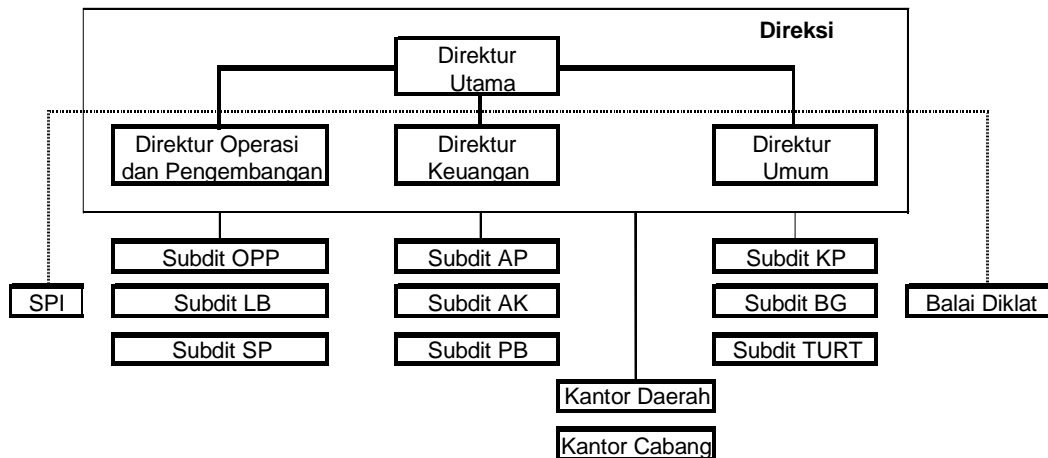 Direksi
Direktur
Utama
Direktur Operasi
dan Pengembangan
Direktur
Keuangan
Direktur
Umum
Subdit OPP
Subdit AP
Subdit KP
SPI
Subdit LB
Subdit AK
Subdit BG
Balai Diklat
Subdit SP
Subdit PB
Subdit TURT
Kantor Daerah
Kantor Cabang